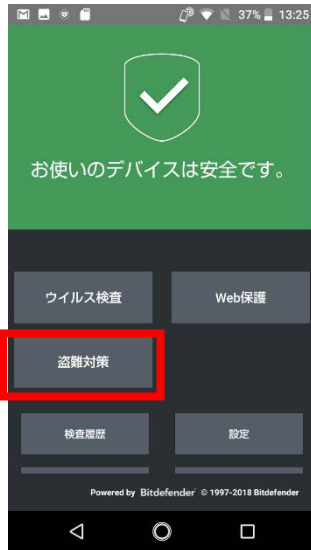 37% 13:25
お使いのデバイスは安全です。
ウイルス検査 Web保護
盗難対策
検査履歴 設定
Powered by Bitdefender © 1997-2018 Bitdefender